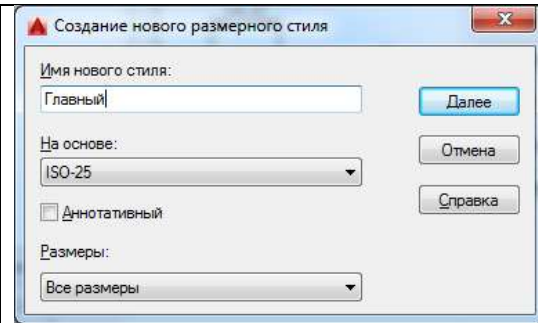 Создание нового размерного стиля
Имя нового стиля:
Главный
Далее
На основе:
ISO-25
Отмена
Аннотативный
Справка
Размеры:
Все размеры